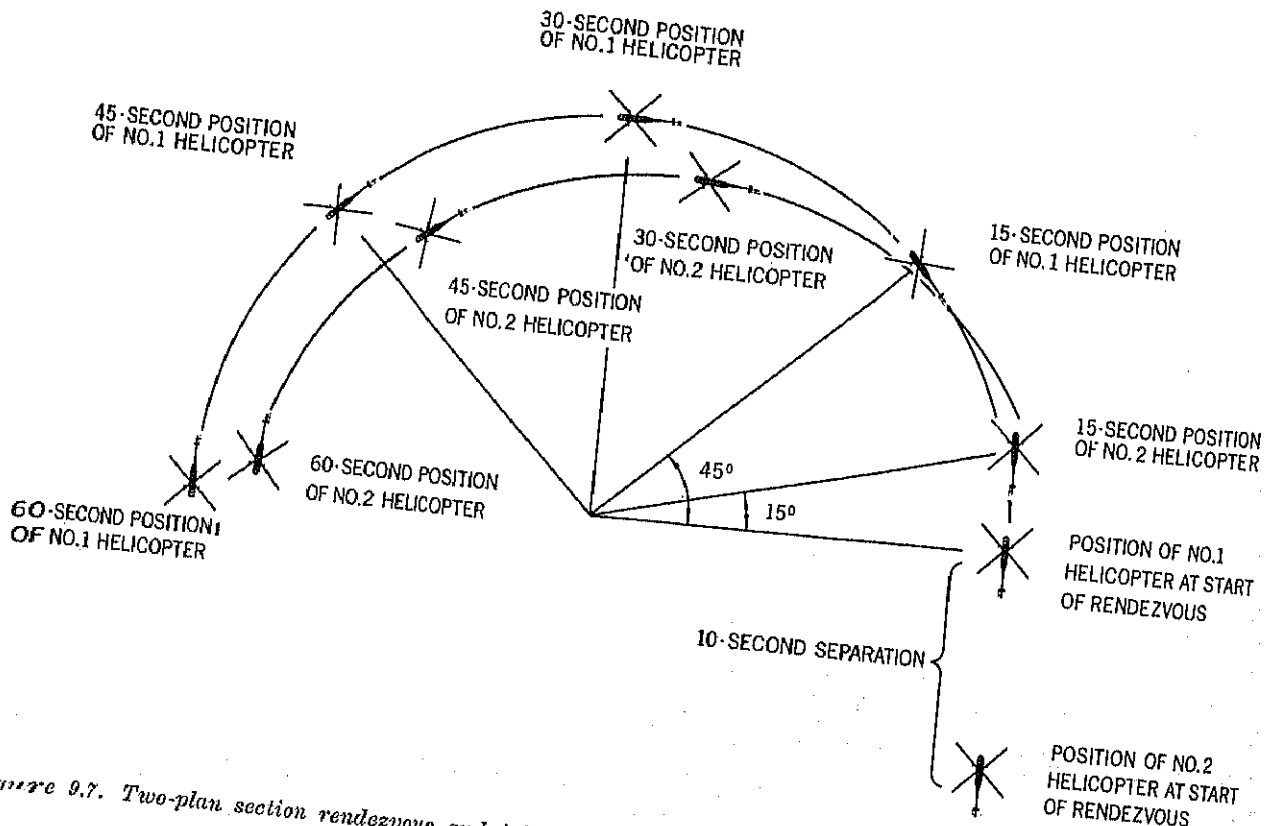 30-SECOND POSITION
OF NO.1 HELICOPTER
45-SECOND POSITION
OF NO.1 HELICOPTER
15-SECOND POSITION
OF NO.1 HELICOPTER
30-SECOND POSITION
OF NO.2 HELICOPTER
45-SECOND POSITION
OF NO.2 HELICOPTER
15-SECOND POSITION
OF NO.2 HELICOPTER
60-SECOND POSITION
OF NO.2 HELICOPTER
45°
15°
60-SECOND POSITION
OF NO.1 HELICOPTER
POSITION OF NO.1
HELICOPTER AT START
OF RENDEZVOUS
10-SECOND SEPARATION
POSITION OF NO.2
HELICOPTER AT START
OF RENDEZVOUS
9.7. Two-plan section rendezvous